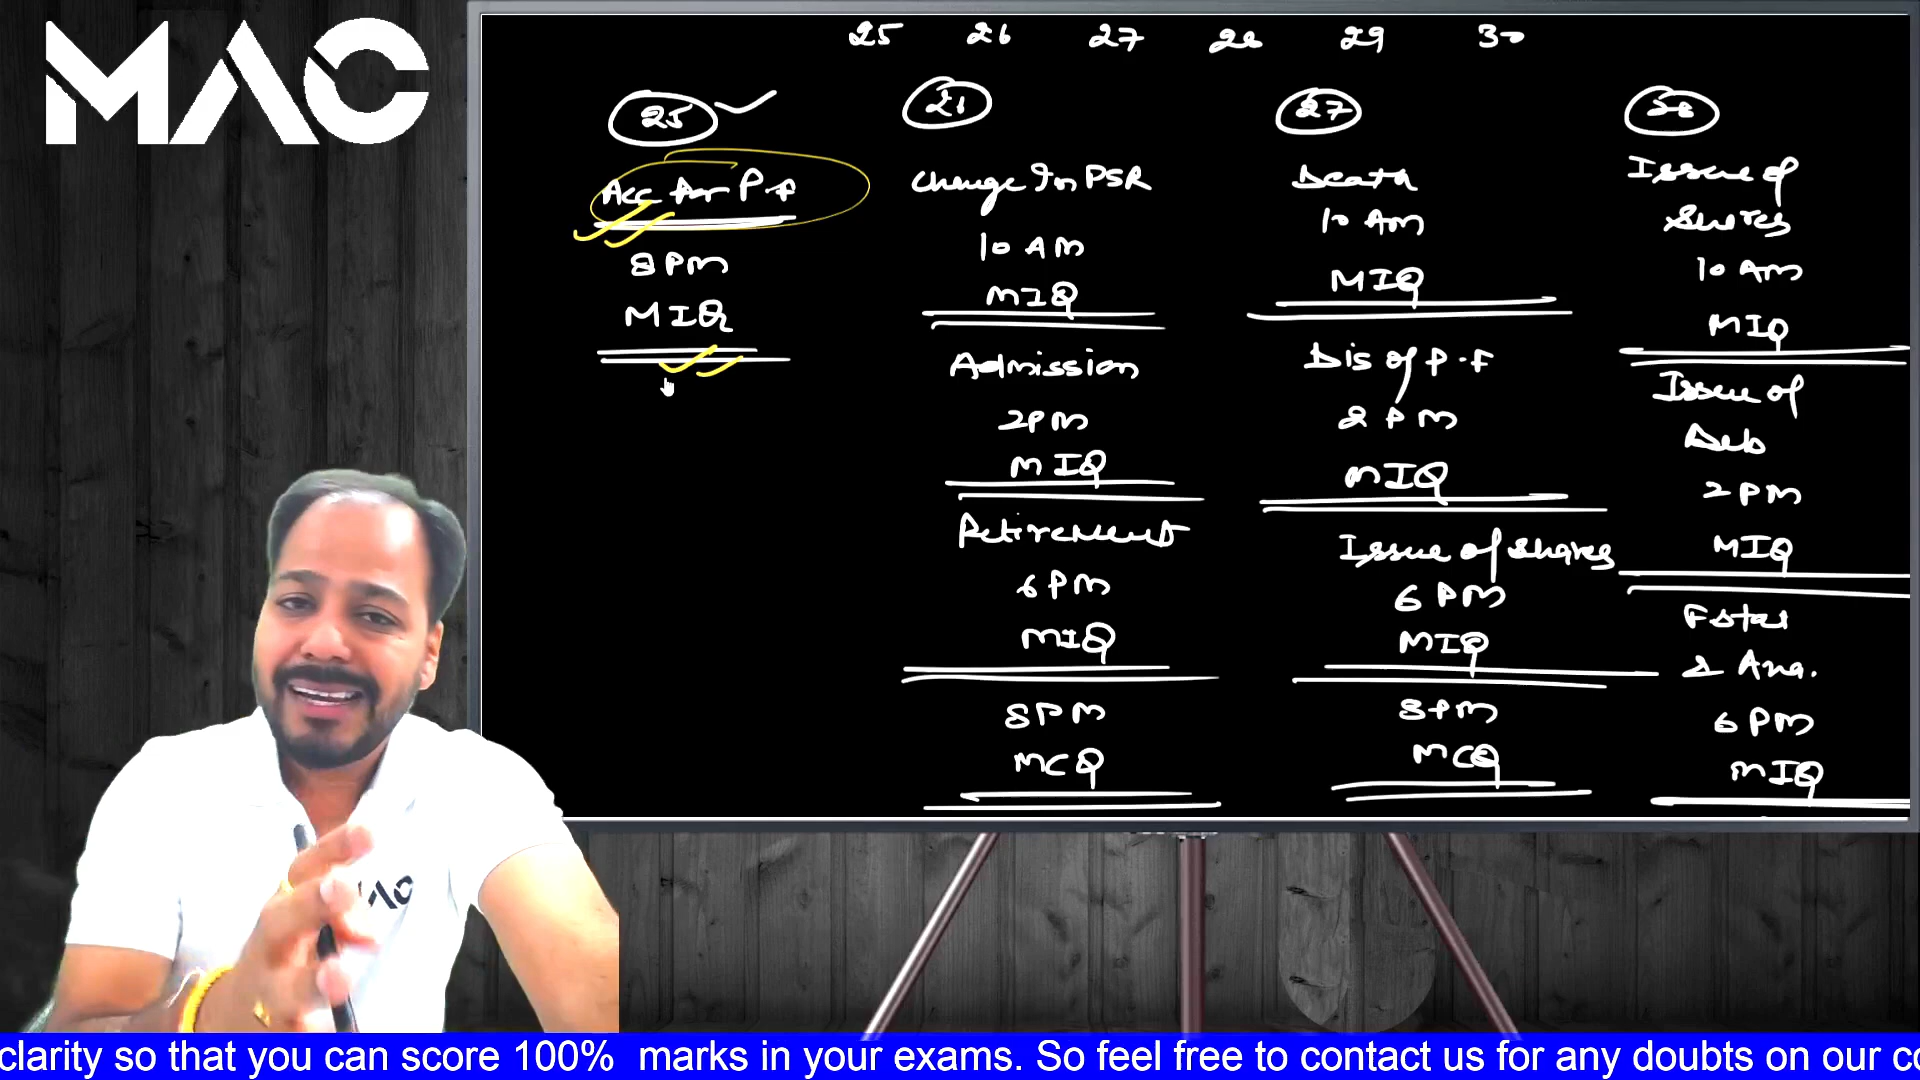 MAC
25 26 27 28 29 30
25
Acc for P.f
8 PM
MIQ
26
Change In PSR
10 AM
MIQ
Admission
2PM
MIQ
Retirement
6 PM
MIQ
8PM
MCQ
27
Death
10 AM
MIQ
Dis of P.F
2 PM
MIQ
Issue of shares
6 PM
MIQ
8PM
MCQ
28
Issue of
Shares
10 AM
MIQ
Issue of
Deb
2 PM
MIQ
& Ana.
6 PM
MIQ
MAC
clarity so that you can score 100% marks in your exams. So feel free to contact us for any doubts on our co